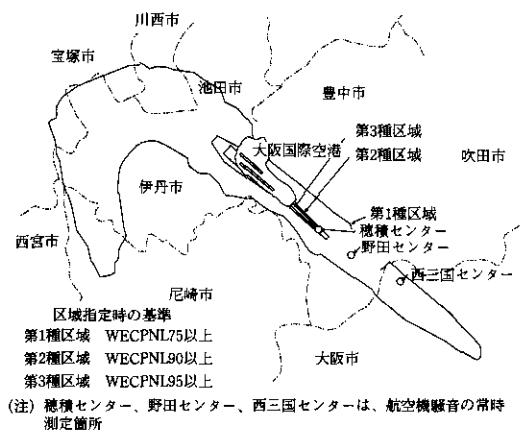 川西市
宝塚市
池田市
豊中市
大阪国際空港
第3種区域
第2種区域
吹田市
伊丹市
第1種区域
穂積センター
野田センター
西宮市
西三国センター
尼崎市
大阪市
区域指定時の基準
第1種区域 WECPNL75以上
第2種区域 WECPNL90以上
第3種区域 WECPNL95以上
(注) 穂積センター、野田センター、西三国センターは、航空機騒音の常時
測定箇所